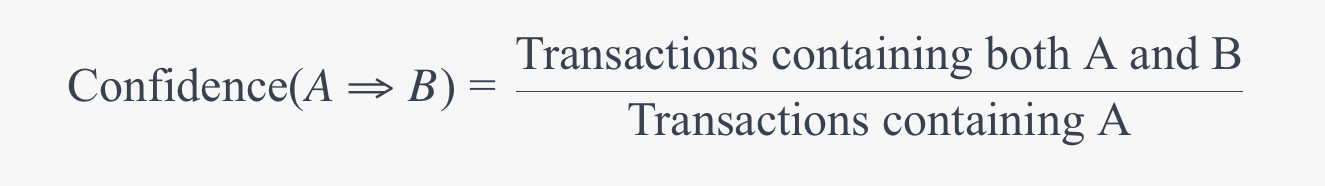 Confidence(A ⇒ B) =
Transactions containing both A and B
Transactions containing A